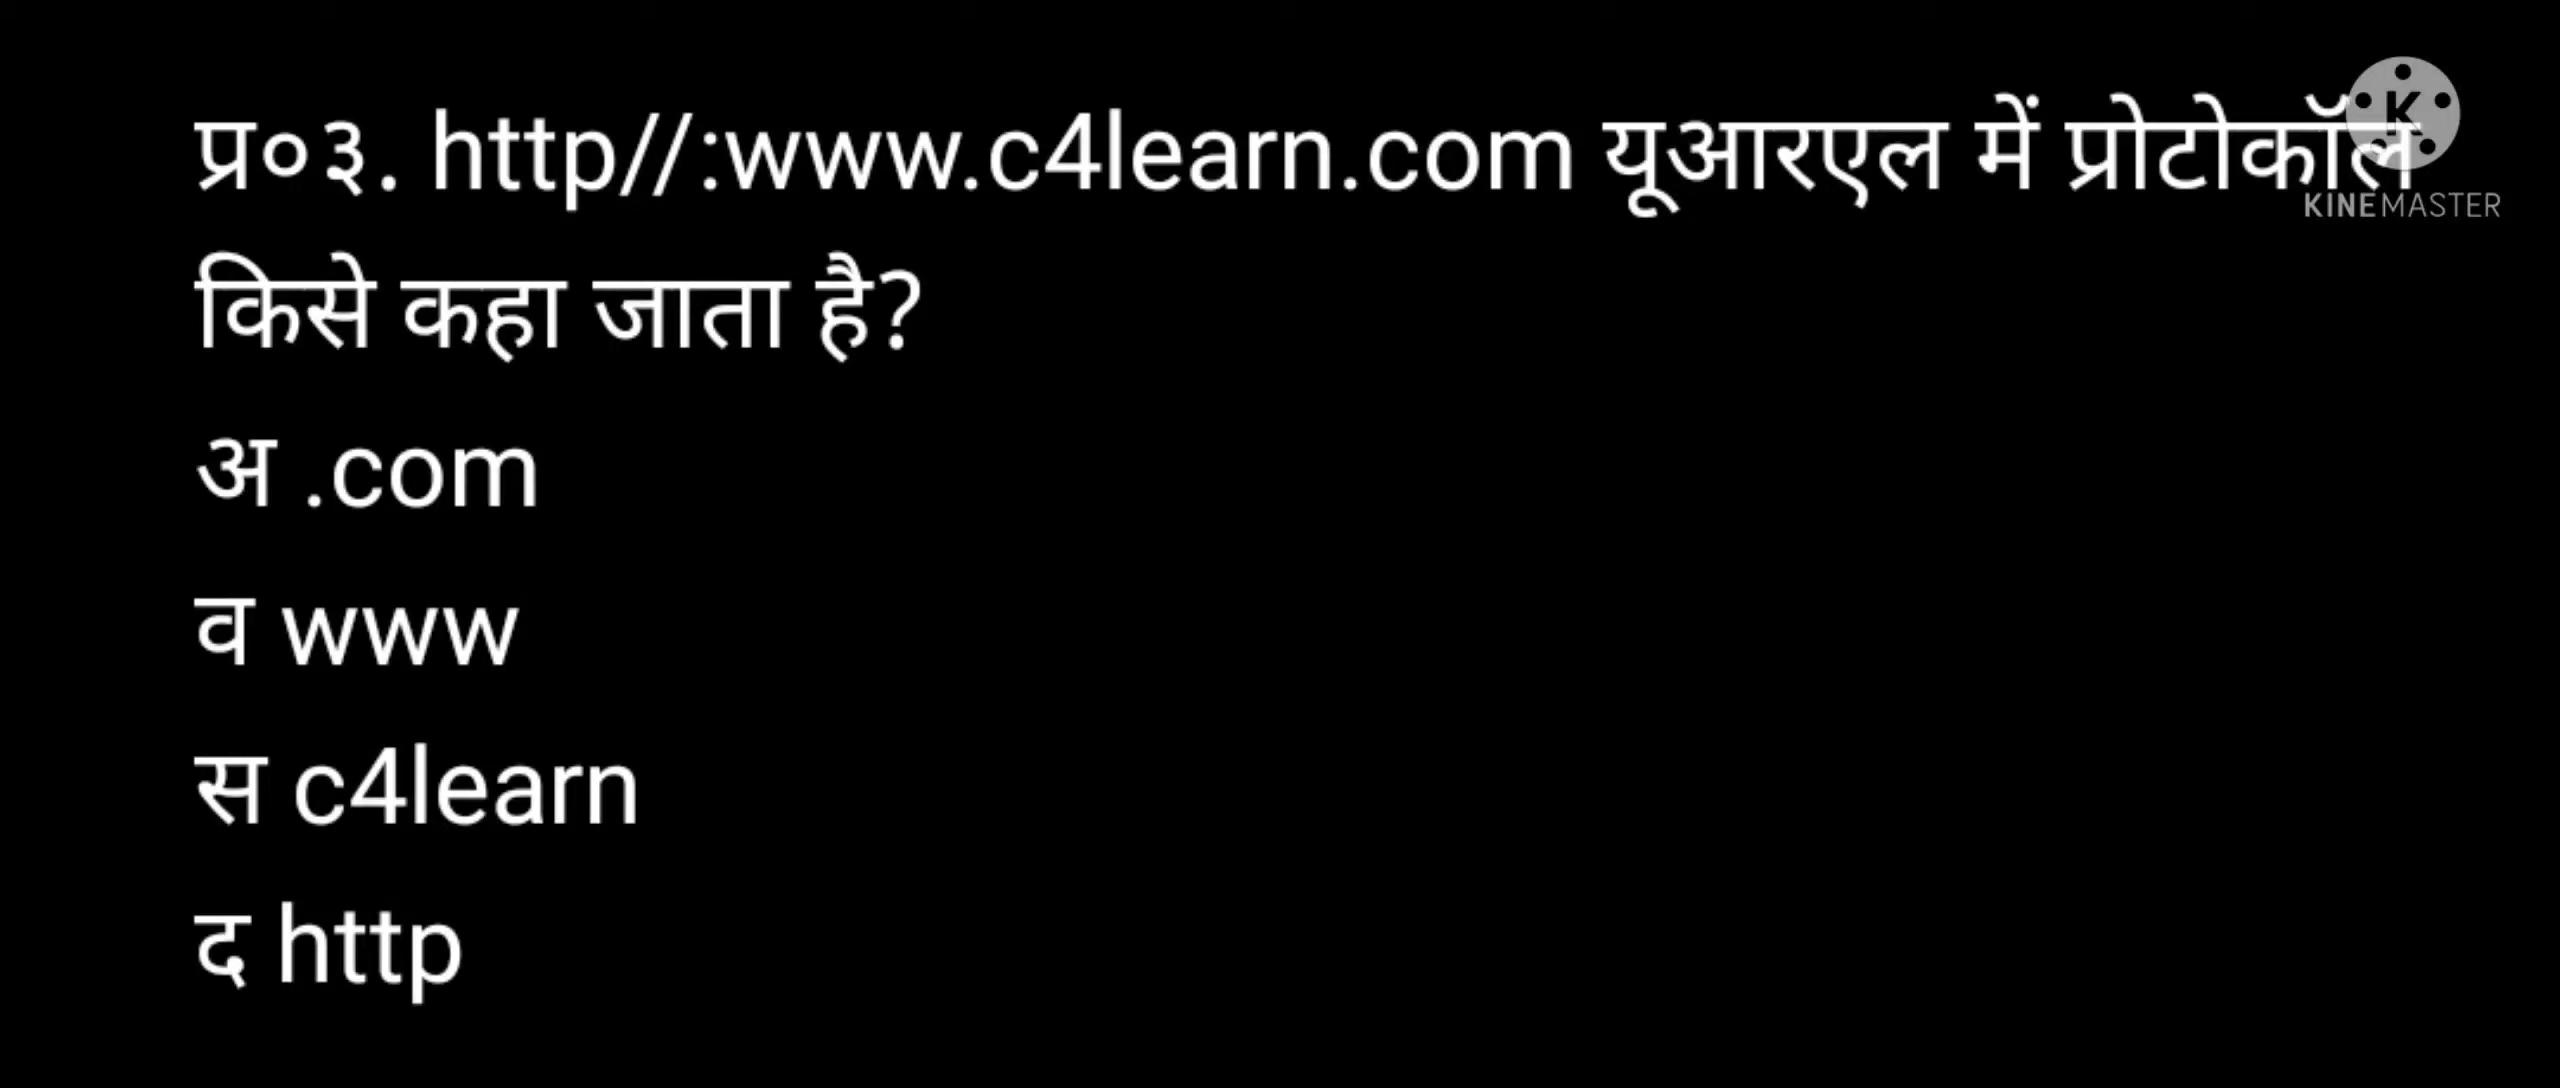 प्र०३. http//:www.c4learn.com यूआरएल में प्रोटोकॉल
KINEMASTER
किसे कहा जाता है?
अ .com
व www
स c4learn
द http